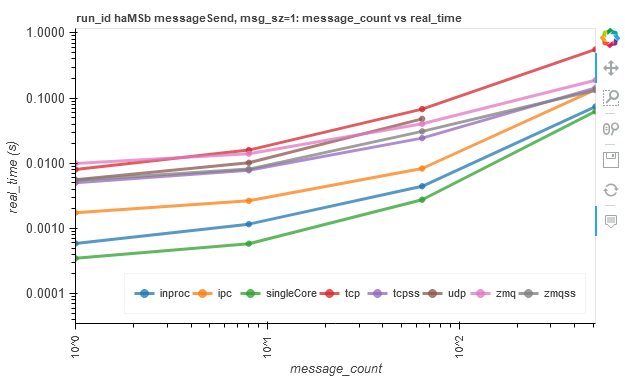 run_id haMSb messageSend, msg_sz=1: message_count vs real_time
1.0000
0.1000
0.0100
0.0010
0.0001
real_time (s)
inproc ipc singleCore tcp tcpss udp zmq zmqss
10^0 10^1 10^2
message_count